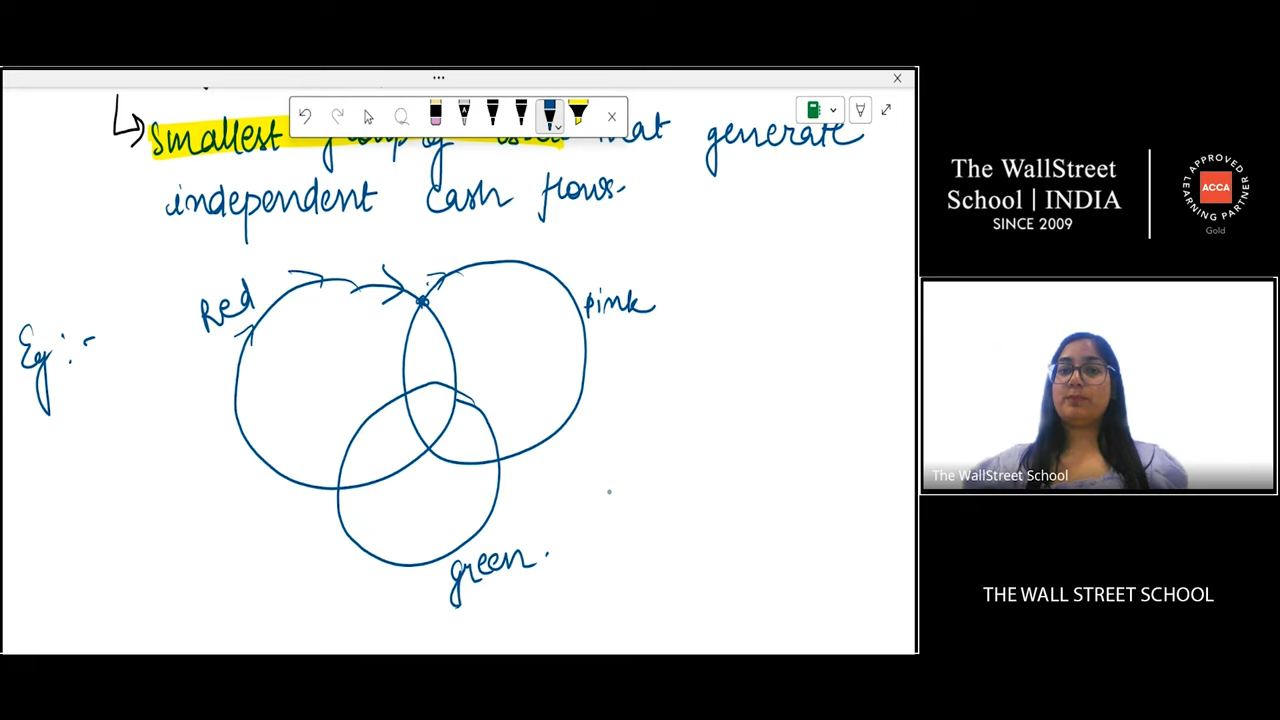 smallest that generate
independent cash flows.
Red
pink
Eg :-
green.
The WallStreet
School | INDIA
SINCE 2009
APPROVED
LEARNING PARTNER
ACCA
Gold
The WallStreet School
THE WALL STREET SCHOOL